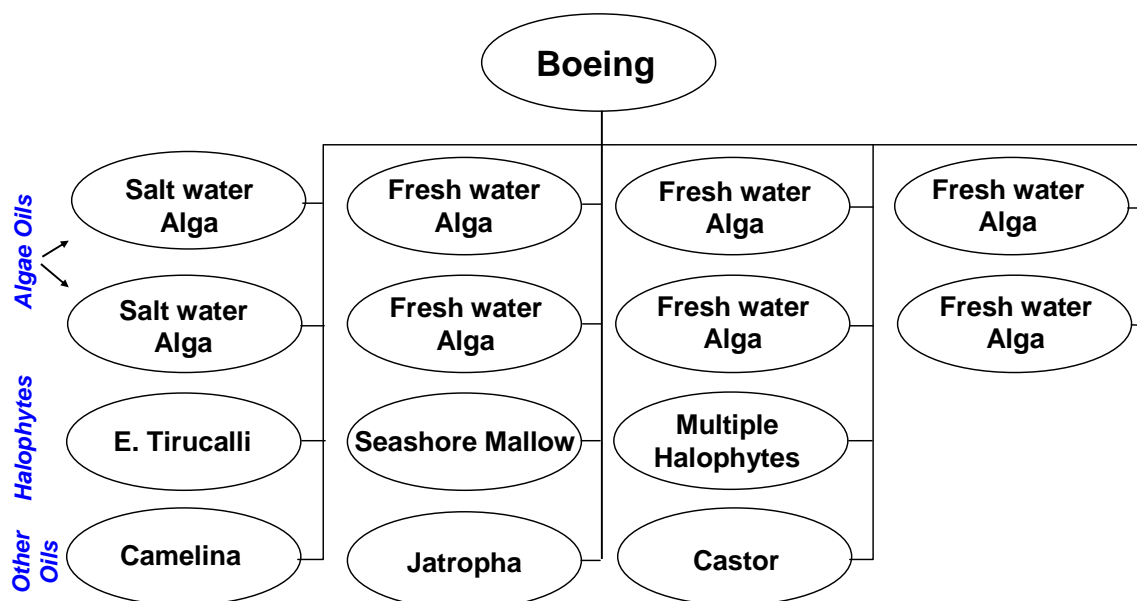 Boeing
Algae Oils
Salt water
Alga
Fresh water
Alga
Fresh water
Alga
Fresh water
Alga
Salt water
Alga
Fresh water
Alga
Fresh water
Alga
Fresh water
Alga
Halophytes
E. Tirucalli
Seashore Mallow
Multiple
Halophytes
Other
Oils
Camelina
Jatropha
Castor